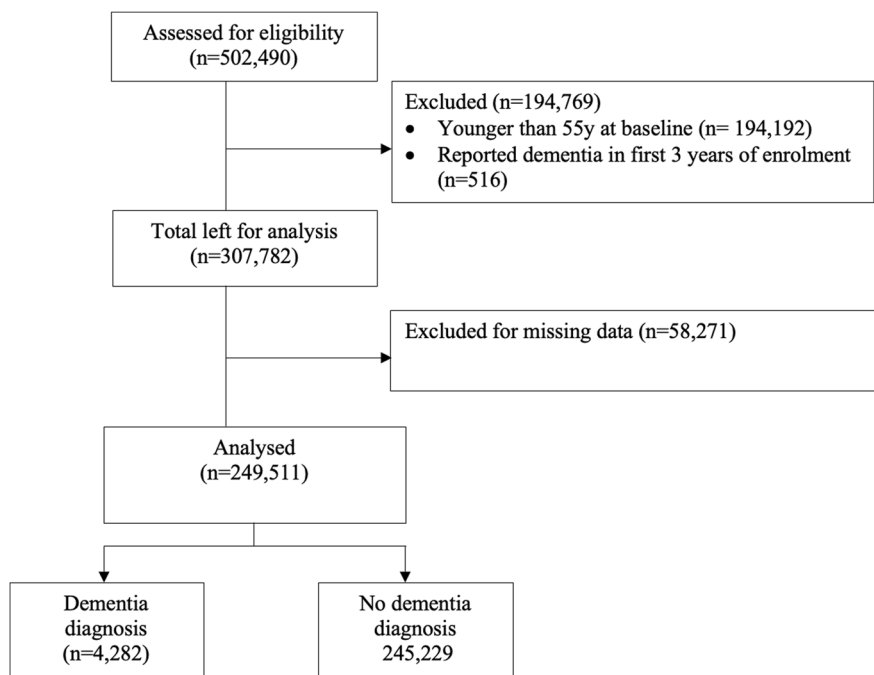 Assessed for eligibility
(n=502,490)
Excluded (n=194,769)
• Younger than 55y at baseline (n= 194,192)
• Reported dementia in first 3 years of enrolment
(n=516)
Total left for analysis
(n=307,782)
Excluded for missing data (n=58,271)
Analysed
(n=249,511)
Dementia
diagnosis
(n=4,282)
No dementia
diagnosis
245,229